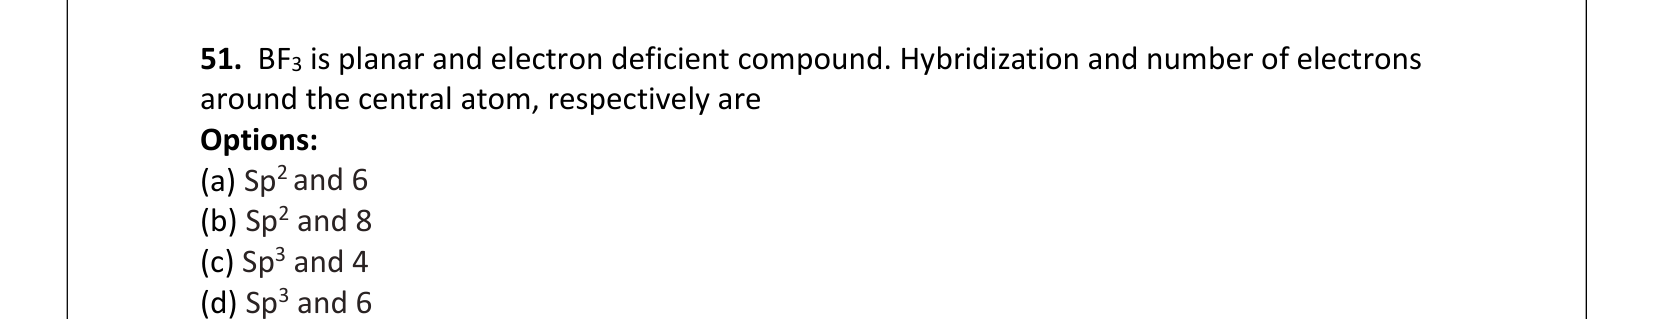 51. BF₃ is planar and electron deficient compound. Hybridization and number of electrons
around the central atom, respectively are
Options:
(a) Sp² and 6
(b) Sp² and 8
(c) Sp³ and 4
(d) Sp³ and 6